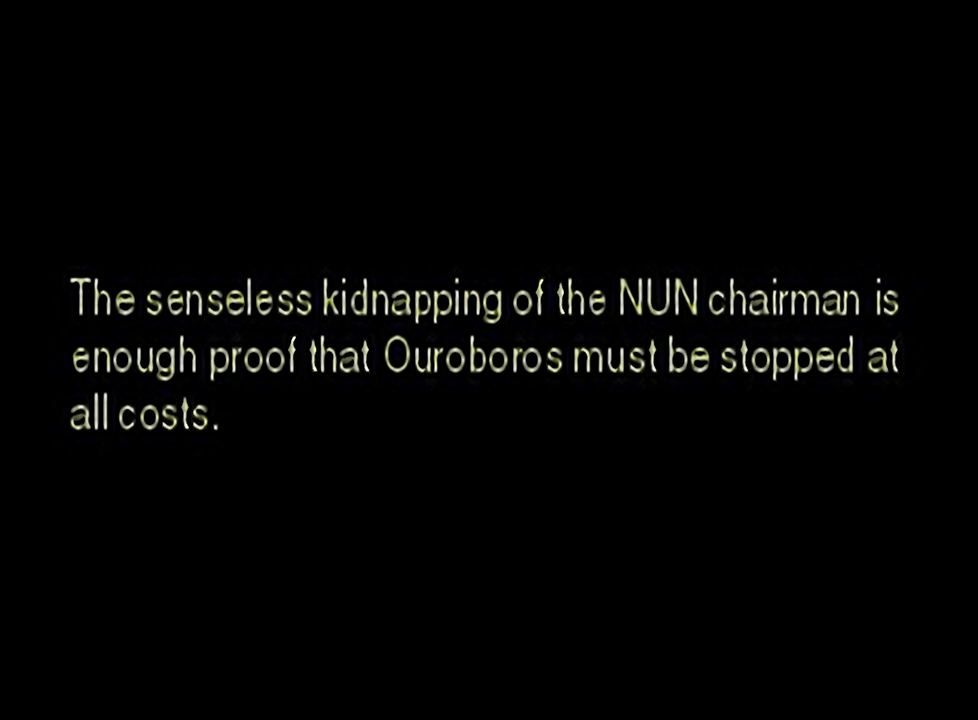 The senseless kidnapping of the NUN chairman is
enough proof that Ouroboros must be stopped at
all costs.